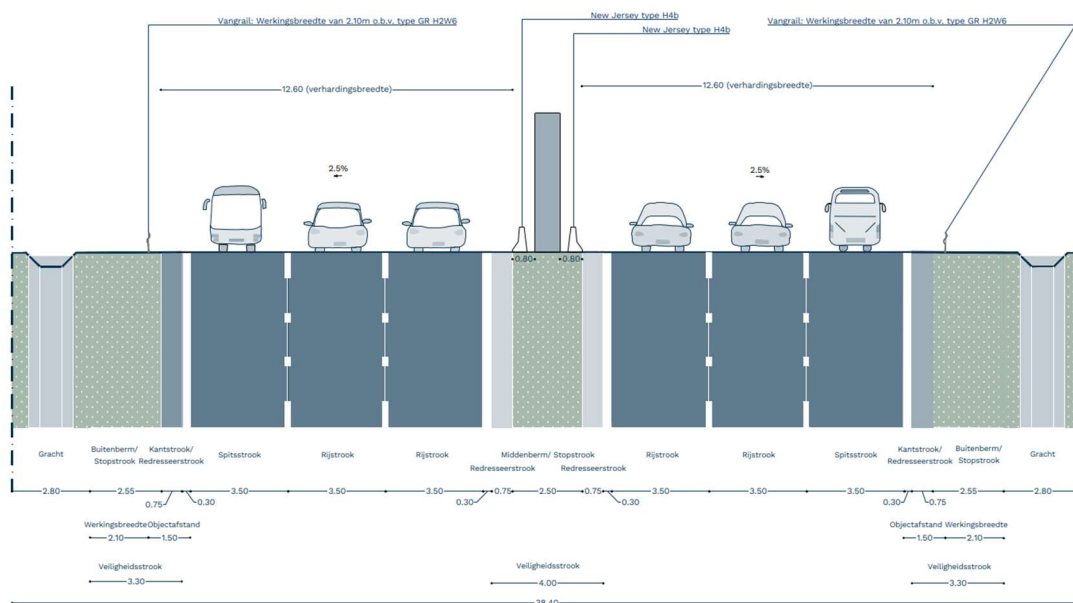 Vangrail: Werkingsbreedte van 2.10m o.b.v. type GR H2W6
New Jersey type H4b
New Jersey type H4b
Vangrail: Werkingsbreedte van 2.10m o.b.v. type GR H2W6
12.60 (verhardingsbreedte)
12.60 (verhardingsbreedte)
2.5%
2.5%
0.80
0.80
Gracht
Buitenberm/
Stopstrook
Kantstrook/
Redresseerstrook
Spitsstrook
Rijstrook
Rijstrook
Middenberm/ Stopstrook
Redresseerstrook
Redresseerstrook
Rijstrook
Rijstrook
Spitsstrook
Kantstrook/
Redresseerstrook
Buitenberm/
Stopstrook
Gracht
2.80
2.55
0.75
0.30
3.50
3.50
3.50
0.30
0.75
2.50
0.75
0.30
3.50
3.50
3.50
0.30
0.75
2.55
2.80
Werkingsbreedte
Objectafstand
2.10
1.50
Objectafstand
Werkingsbreedte
1.50
2.10
Veiligheidsstrook
3.30
Veiligheidsstrook
4.00
Veiligheidsstrook
3.30